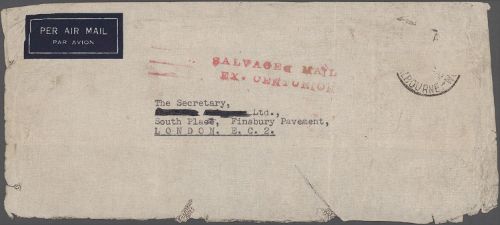 PER AIR MAIL
PAR AVION
SALVAGED MAIL
EX. CENTURION
The Secretary,
Ltd.,
South Place, Finsbury Pavement,
LONDON. E.C.2.